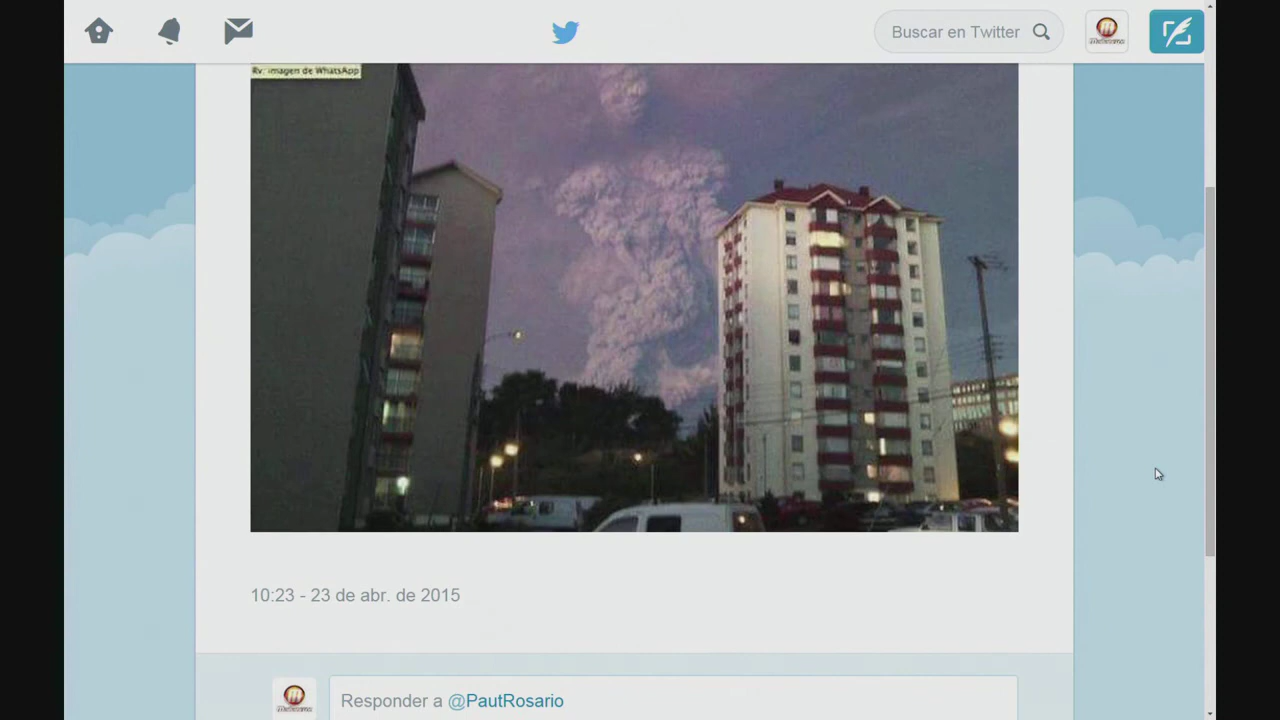 Buscar en Twitter
Rv: imagen de WhatsApp
10:23 - 23 de abr. de 2015
Responder a @PautRosario